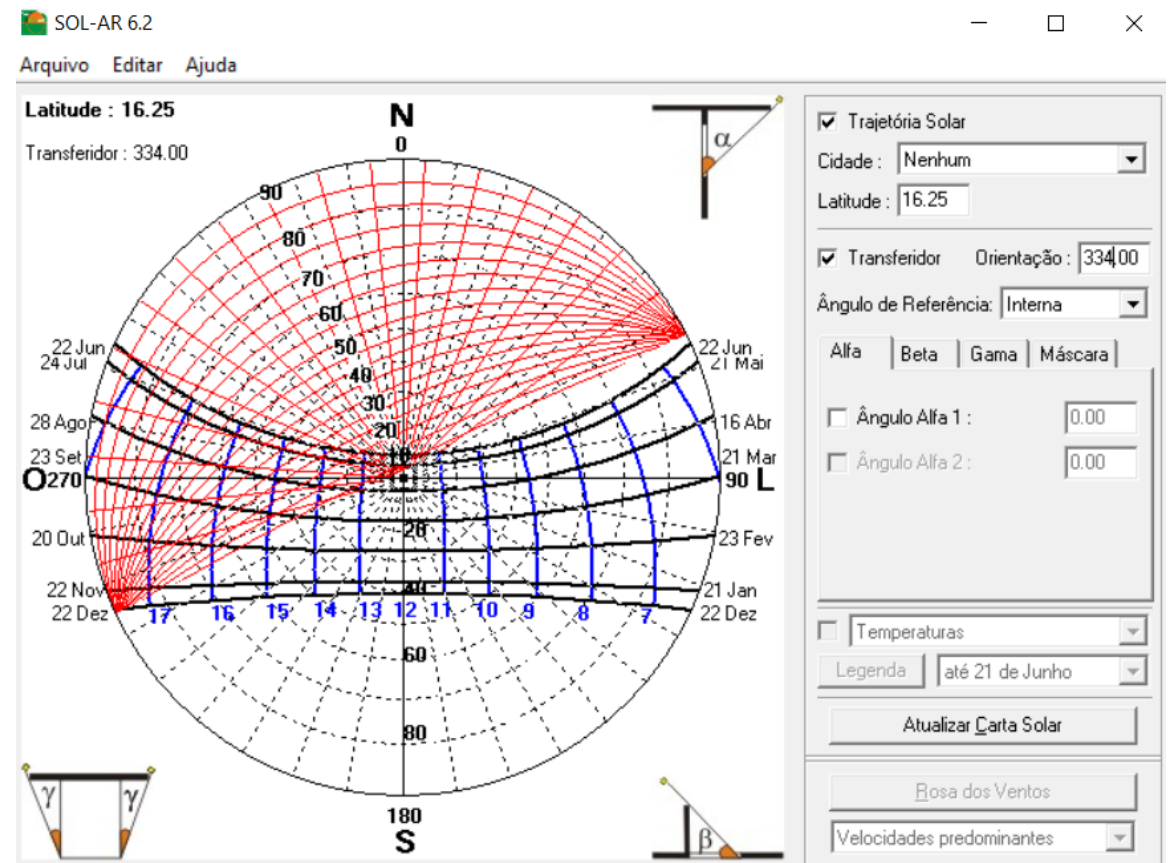 SOL-AR 6.2
Arquivo Editar Ajuda
Latitude : 16.25
Transferidor : 334.00
N
0
90
80
70
60
50
40
30
20
10
20
40
60
80
180
S
O 270
90 L
22 Jun
24 Jul
28 Ago
23 Set
20 Out
22 Nov
22 Dez
22 Jun
21 Mai
16 Abr
21 Mar
23 Fev
21 Jan
22 Dez
17 16 15 14 13 12 11 10 9 8 7
α
γ γ
β
Trajetória Solar
Cidade : Nenhum
Latitude : 16.25
Transferidor Orientação : 334.00
Ângulo de Referência: Interna
Alfa Beta Gama Máscara
Ângulo Alfa 1 : 0.00
Ângulo Alfa 2 : 0.00
Temperaturas
Legenda até 21 de Junho
Atualizar Carta Solar
Rosa dos Ventos
Velocidades predominantes